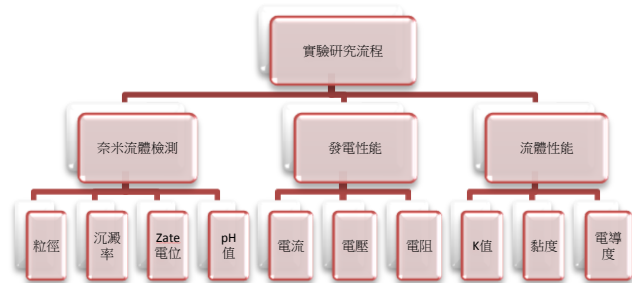 實驗研究流程
奈米流體檢測
發電性能
流體性能
粒徑
沉澱
率
Zate
電位
pH
值
電流
電壓
電阻
K值
黏度
電導
度